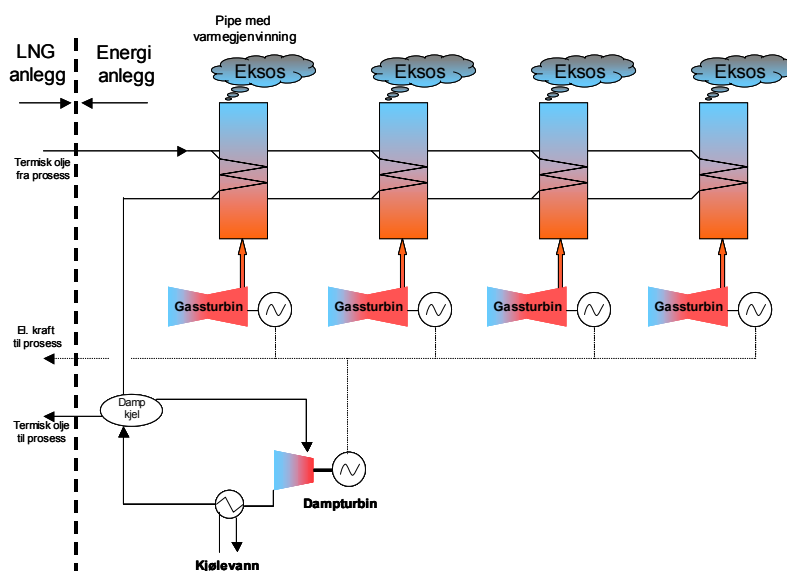 Pipe med
varmegjenvinning
LNG
anlegg
Energi
anlegg
Eksos
Eksos
Eksos
Eksos
Termisk olje
fra prosess
Gassturbin
Gassturbin
Gassturbin
Gassturbin
El. kraft
til prosess
Damp
kjel
Termisk olje
til prosess
Dampturbin
Kjølevann